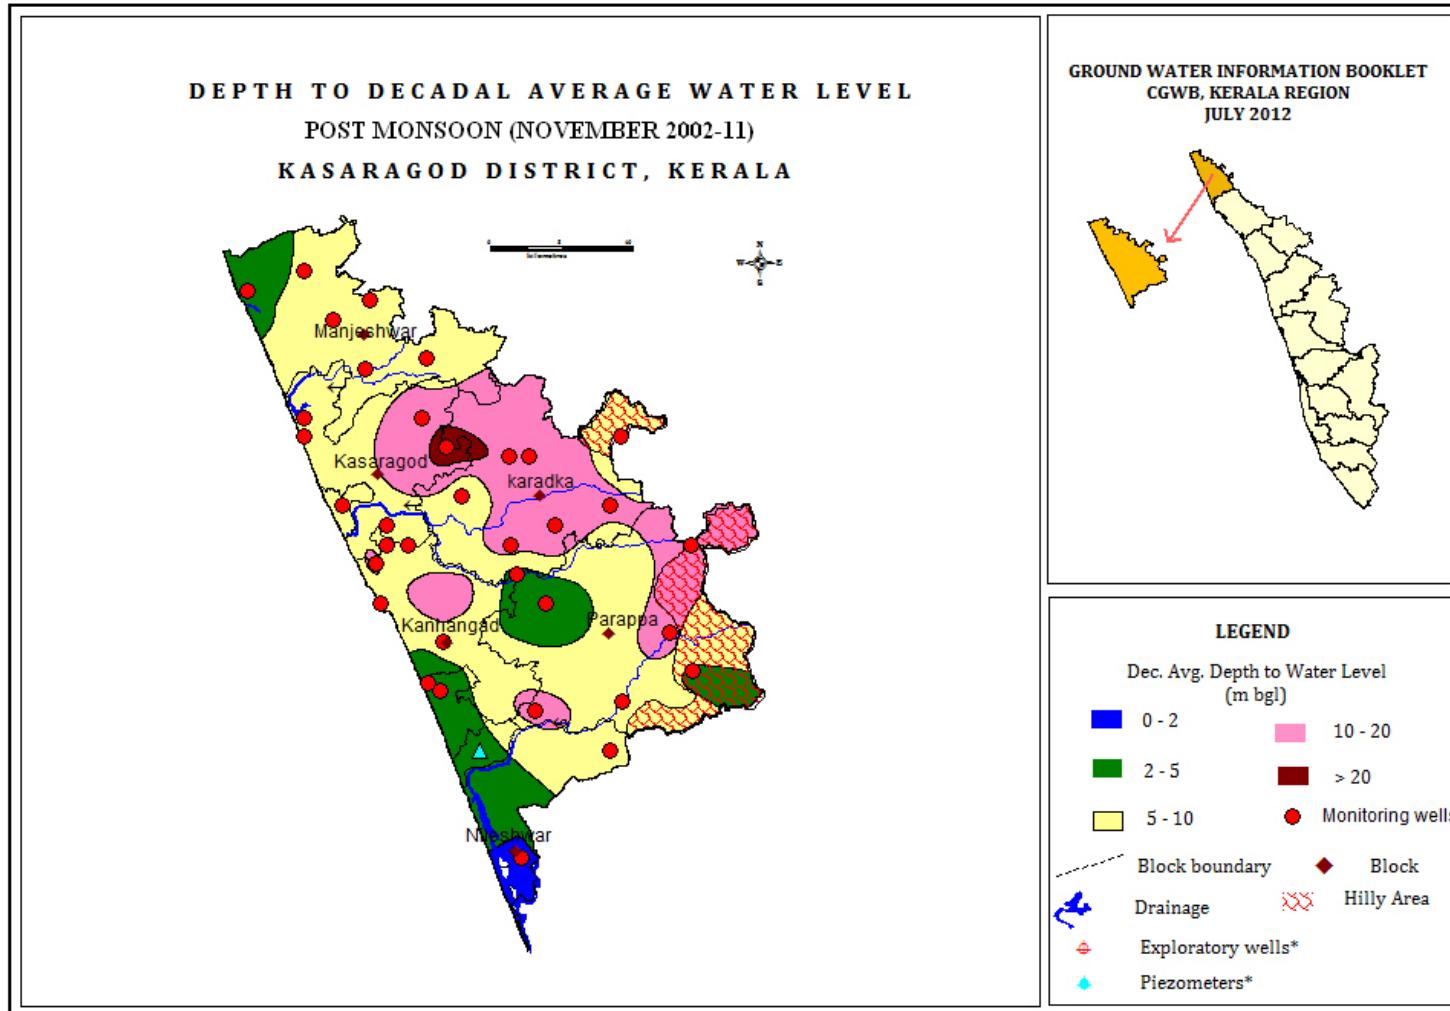 DEPTH TO DECADAL AVERAGE WATER LEVEL
POST MONSOON (NOVEMBER 2002-11)
KASARAGOD DISTRICT, KERALA
N
W E
S
Manjeshwar
Kasaragod
karadka
Kanhangad
Parappa
Nileshwar
GROUND WATER INFORMATION BOOKLET
CGWB, KERALA REGION
JULY 2012
LEGEND
Dec. Avg. Depth to Water Level
(m bgl)
0 - 2 10 - 20
2 - 5 > 20
5 - 10 Monitoring wells
Block boundary Block
Drainage Hilly Area
Exploratory wells*
Piezometers*